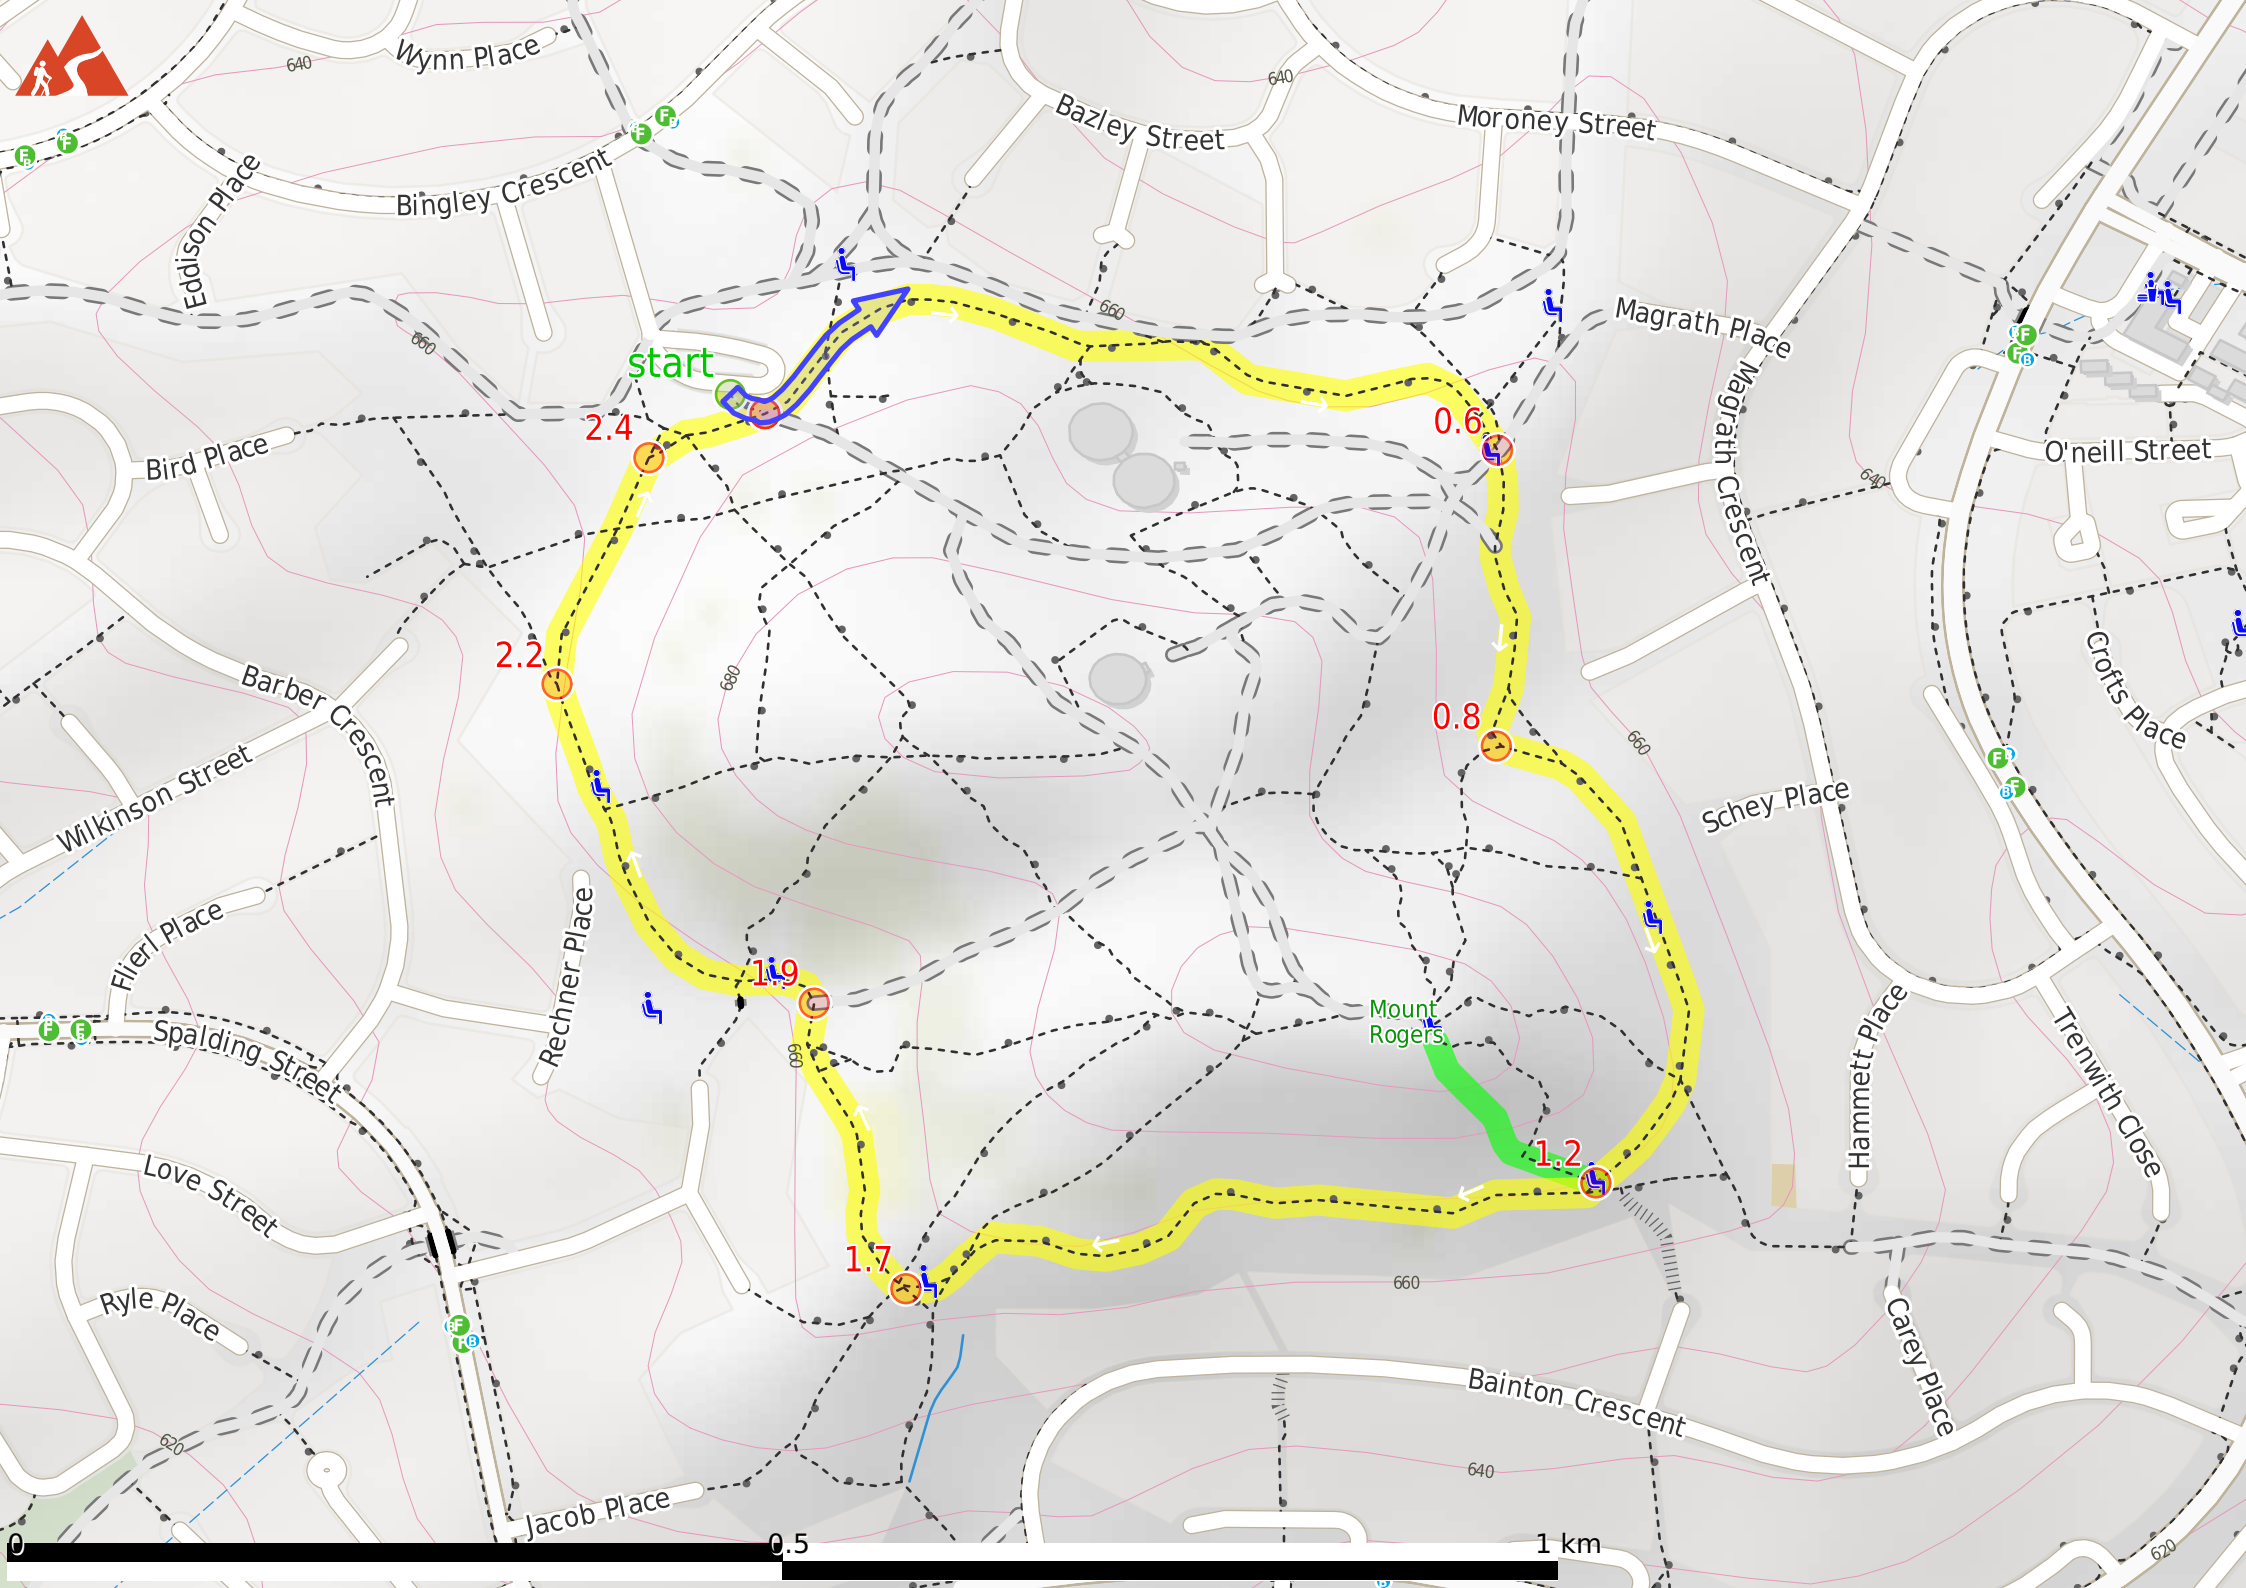 Wynn Place
640
640
Bazley Street
Moroney Street
Bingley Crescent
Eddison Place
660
660
Magrath Place
start
Magrath Crescent
2.4
0.6
Bird Place
O'neill Street
640
2.2
680
Barber Crescent
0.8
660
Crofts Place
Wilkinson Street
Schey Place
Flierl Place
Rechner Place
1.9
Mount
Rogers
Hammett Place
Trenwith Close
Spalding Street
660
Love Street
1.2
1.7
660
Ryle Place
Carey Place
Bainton Crescent
620
640
Jacob Place
620
0
0.5
1 km
F
B
F
F
F
B
F
F
B
F
B
F
F
F
B
F
F
B